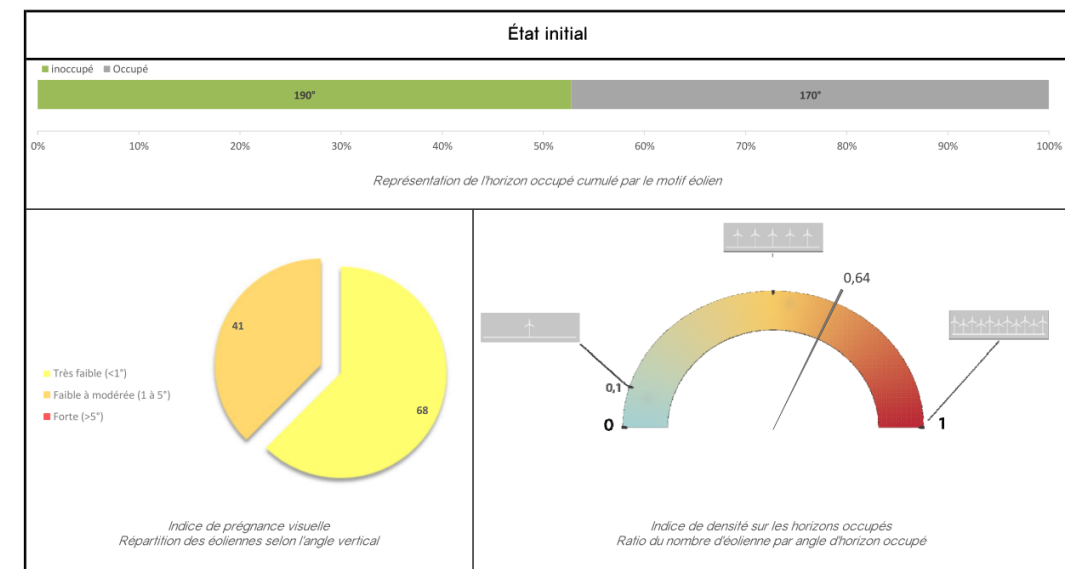 État initial
inoccupé Occupé
190° 170°
0% 10% 20% 30% 40% 50% 60% 70% 80% 90% 100%
Représentation de l'horizon occupé cumulé par le motif éolien
41
68
Très faible (<1°)
Faible à modérée (1 à 5°)
Forte (>5°)
Indice de prégnance visuelle
Répartition des éoliennes selon l'angle vertical
0,64
0,1
0 1
Indice de densité sur les horizons occupés
Ratio du nombre d'éolienne par angle d'horizon occupé